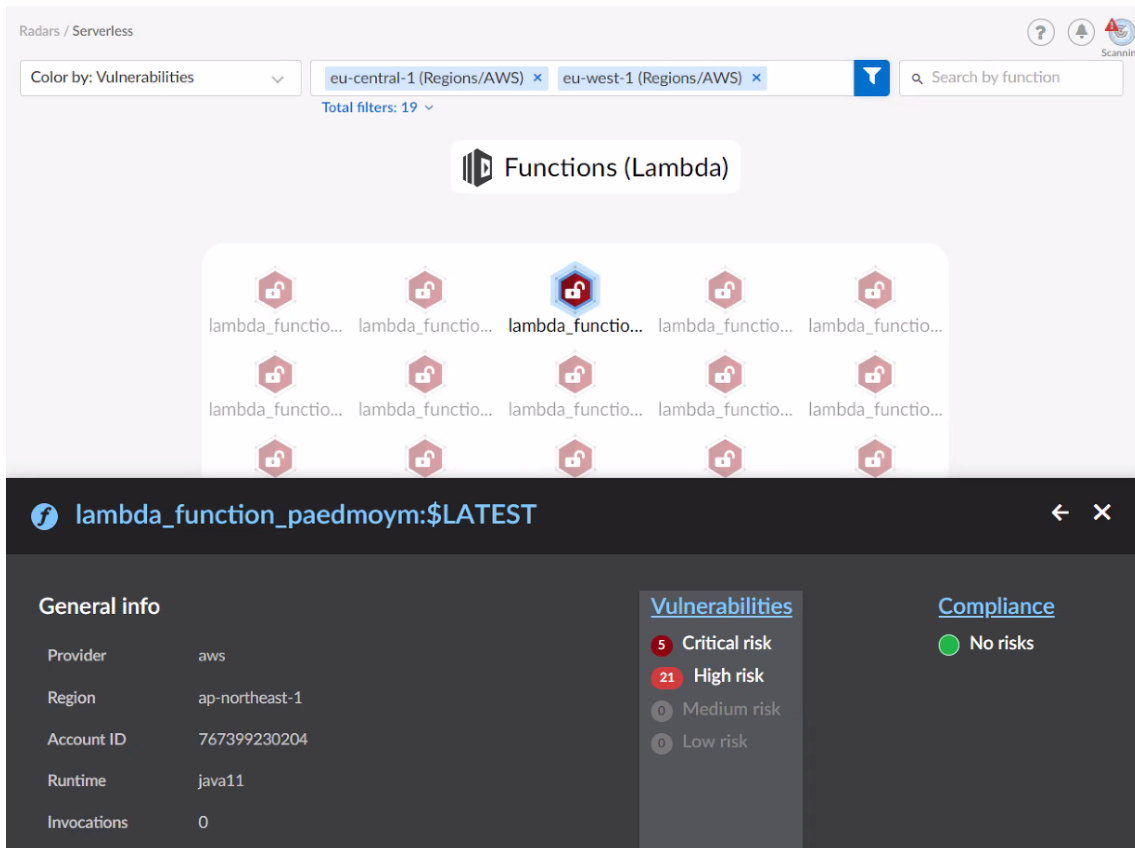 Radars / Serverless
?
Scannin
Color by: Vulnerabilities
eu-central-1 (Regions/AWS) × eu-west-1 (Regions/AWS) ×
Search by function
Total filters: 19
Functions (Lambda)
lambda_functio... lambda_functio... lambda_functio... lambda_functio... lambda_functio...
lambda_functio... lambda_functio... lambda_functio... lambda_functio... lambda_functio...
f lambda_function_paedmoym:$LATEST
General info
Provider aws
Region ap-northeast-1
Account ID 767399230204
Runtime java11
Invocations 0
Vulnerabilities
5 Critical risk
21 High risk
0 Medium risk
0 Low risk
Compliance
No risks